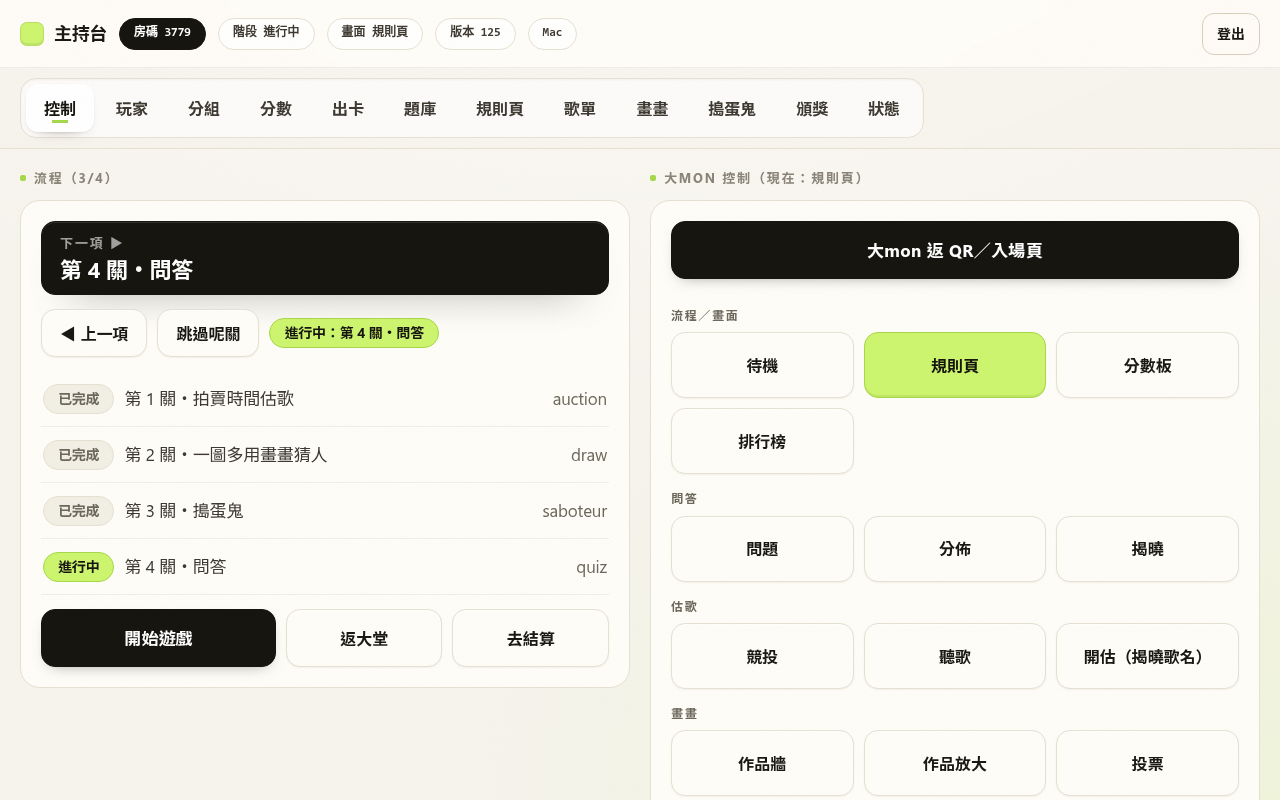 主持台
房碼 3779
階段 進行中
畫面 規則頁
版本 125
Mac
登出
控制
玩家
分組
分數
出卡
題庫
規則頁
歌單
畫畫
搗蛋鬼
頒獎
狀態
流程（3/4）
下一項 ▶
第 4 關・問答
◀ 上一項
跳過呢關
進行中：第 4 關・問答
已完成 第 1 關・拍賣時間估歌 auction
已完成 第 2 關・一圖多用畫畫猜人 draw
已完成 第 3 關・搗蛋鬼 saboteur
進行中 第 4 關・問答 quiz
開始遊戲
返大堂
去結算
大MON 控制（現在：規則頁）
大mon 返 QR／入場頁
流程／畫面
待機
規則頁
分數板
排行榜
問答
問題
分佈
揭曉
估歌
競投
聽歌
開估（揭曉歌名）
畫畫
作品牆
作品放大
投票